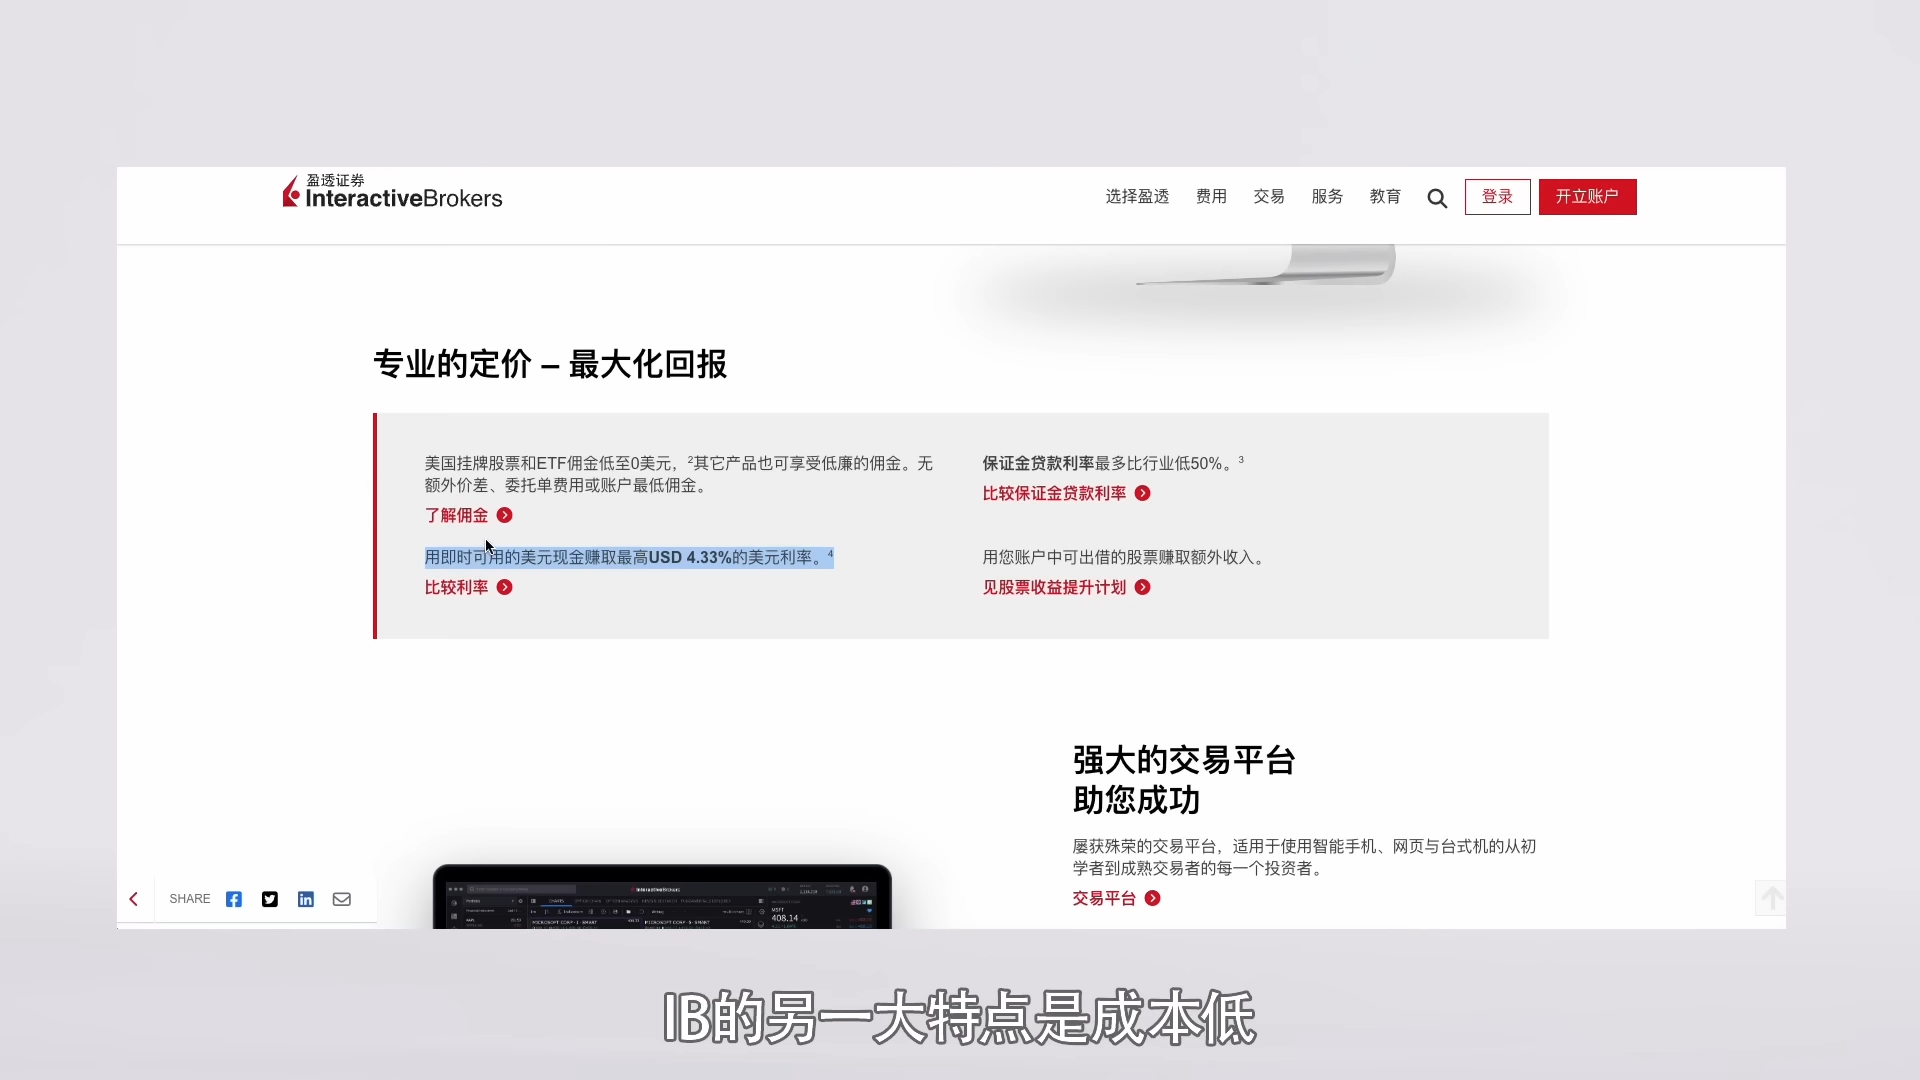 盈透证券
InteractiveBrokers
选择盈透 费用 交易 服务 教育 登录 开立账户
专业的定价 – 最大化回报
美国挂牌股票和ETF佣金低至0美元，²其它产品也可享受低廉的佣金。无
额外价差、委托单费用或账户最低佣金。
了解佣金
保证金贷款利率最多比行业低50%。³
比较保证金贷款利率
用即时可用的美元现金赚取最高USD 4.33%的美元利率。⁴
比较利率
用您账户中可出借的股票赚取额外收入。
见股票收益提升计划
强大的交易平台
助您成功
屡获殊荣的交易平台，适用于使用智能手机、网页与台式机的从初
学者到成熟交易者的每一个投资者。
交易平台
SHARE
InteractiveBrokers
CHARTS
MSFT
408.14
IB的另一大特点是成本低